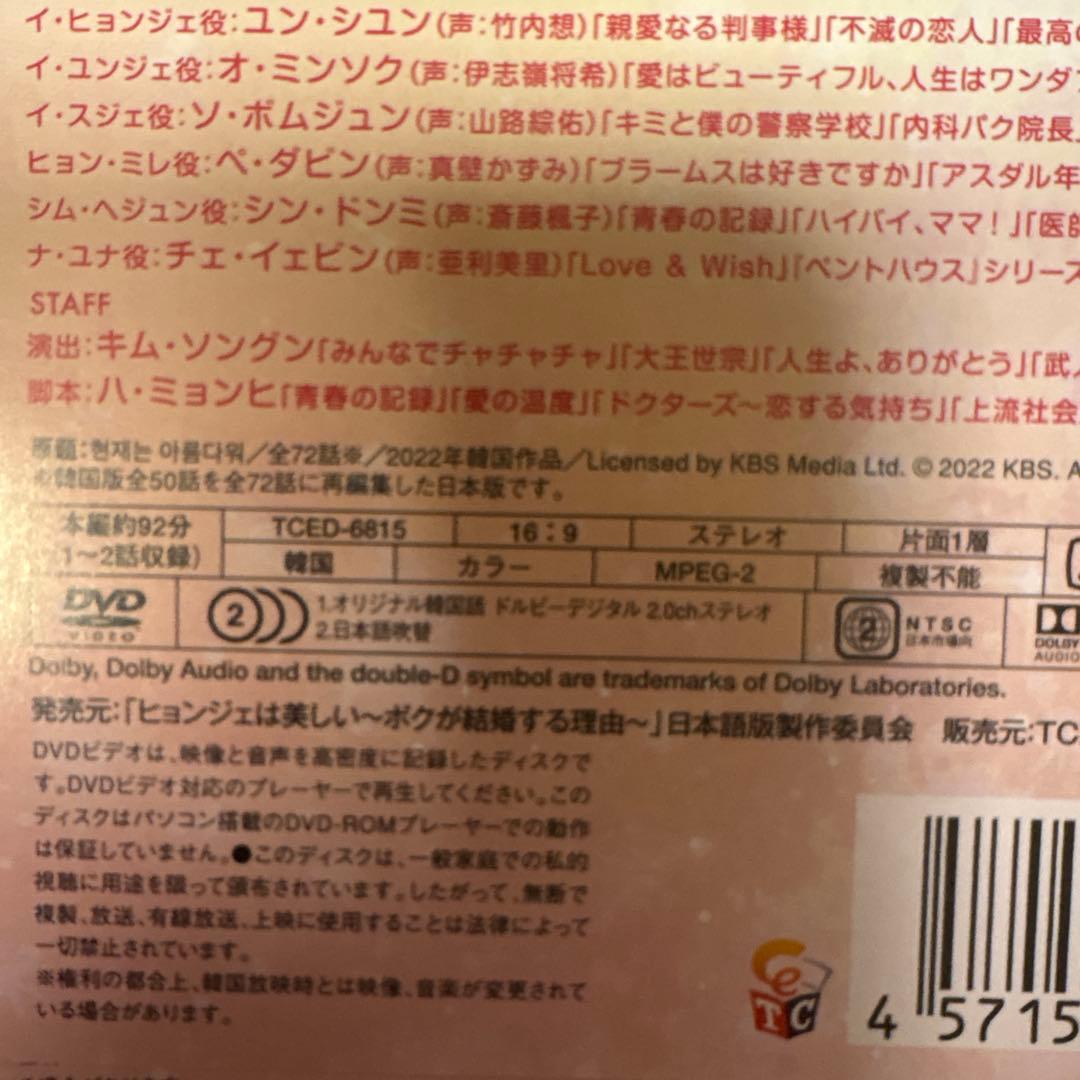 イ・ヒョンジェ役:ユン・シユン(声:竹内想)「親愛なる判事様」「不滅の恋人」「最高の
イ・ユンジェ役:オ・ミンソク(声:伊志嶺将希)「愛はビューティフル、人生はワンダフ
イ・スジェ役:ソ・ボムジュン(声:山路綜佑)「キミと僕の警察学校」「内科パク院長」
ヒョン・ミレ役:ペ・ダビン(声:真壁かずみ)「ブラームスは好きですか」「アスダル年
シム・ヘジュン役:シン・ドンミ(声:斎藤楓子)「青春の記録」「ハイバイ、ママ!」「医師
ナ・ユナ役:チェ・イェビン(声:亜利美里)「Love & Wish」「ペントハウス」シリーズ
STAFF
演出:キム・ソングン「みんなでチャチャチャ」「大王世宗」「人生よ、ありがとう」「武人
脚本:ハ・ミョンヒ「青春の記録」「愛の温度」「ドクターズ〜恋する気持ち」「上流社会
原題:현재는 아름다워/全72話※/2022年韓国作品/Licensed by KBS Media Ltd. © 2022 KBS. A
※韓国版全50話を全72話に再編集した日本版です。
本編約92分 TCED-6815 16:9 ステレオ 片面1層
1〜2話収録) 韓国 カラー MPEG-2 複製不能
DVD VIDEO 2 1.オリジナル韓国語 ドルビーデジタル 2.0chステレオ 2 NTSC DOLBY
2.日本語吹替 日本市場向 AUDIO
Dolby, Dolby Audio and the double-D symbol are trademarks of Dolby Laboratories.
発売元:「ヒョンジェは美しい〜ボクが結婚する理由〜」日本語版製作委員会 販売元:TC
DVDビデオは、映像と音声を高密度に記録したディスクで
す。DVDビデオ対応のプレーヤーで再生してください。この
ディスクはパソコン搭載のDVD-ROMプレーヤーでの動作
は保証していません。●このディスクは、一般家庭での私的
視聴に用途を限って頒布されています。したがって、無断で
複製、放送、有線放送、上映に使用することは法律によって
一切禁止されています。
※権利の都合上、韓国放映時とは映像、音楽が変更されて
いる場合があります。
TC
4 5715